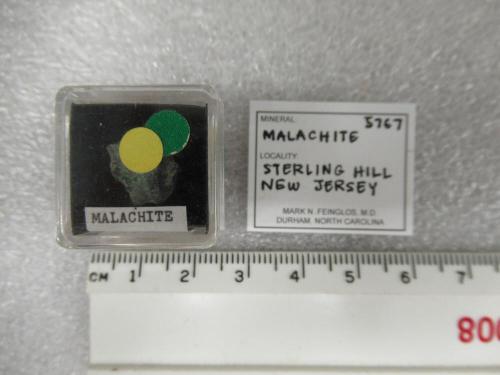 MALACHITE
MINERAL: 5767
MALACHITE
LOCALITY:
STERLING HILL
NEW JERSEY
MARK N. FEINGLOS, M.D.
DURHAM, NORTH CAROLINA
CM 1 2 3 4 5 6 7
008